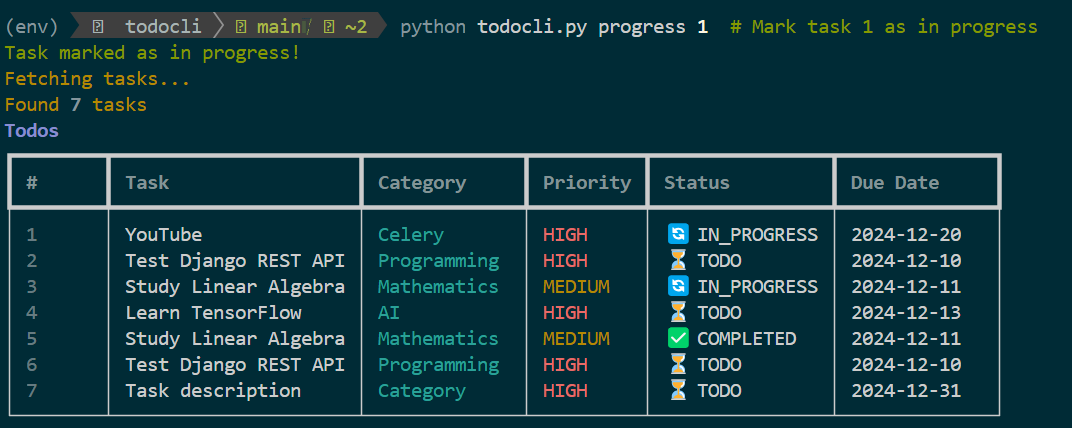 (env) todocli main ~2 python todocli.py progress 1 # Mark task 1 as in progress
Task marked as in progress!
Fetching tasks...
Found 7 tasks
Todos
# Task Category Priority Status Due Date
1 YouTube Celery HIGH 🔄 IN_PROGRESS 2024-12-20
2 Test Django REST API Programming HIGH ⏳ TODO 2024-12-10
3 Study Linear Algebra Mathematics MEDIUM 🔄 IN_PROGRESS 2024-12-11
4 Learn TensorFlow AI HIGH ⏳ TODO 2024-12-13
5 Study Linear Algebra Mathematics MEDIUM ✅ COMPLETED 2024-12-11
6 Test Django REST API Programming HIGH ⏳ TODO 2024-12-10
7 Task description Category HIGH ⏳ TODO 2024-12-31